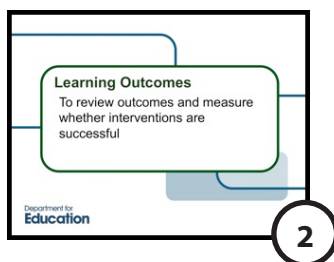 Learning Outcomes
To review outcomes and measure
whether interventions are
successful
Department for
Education
2